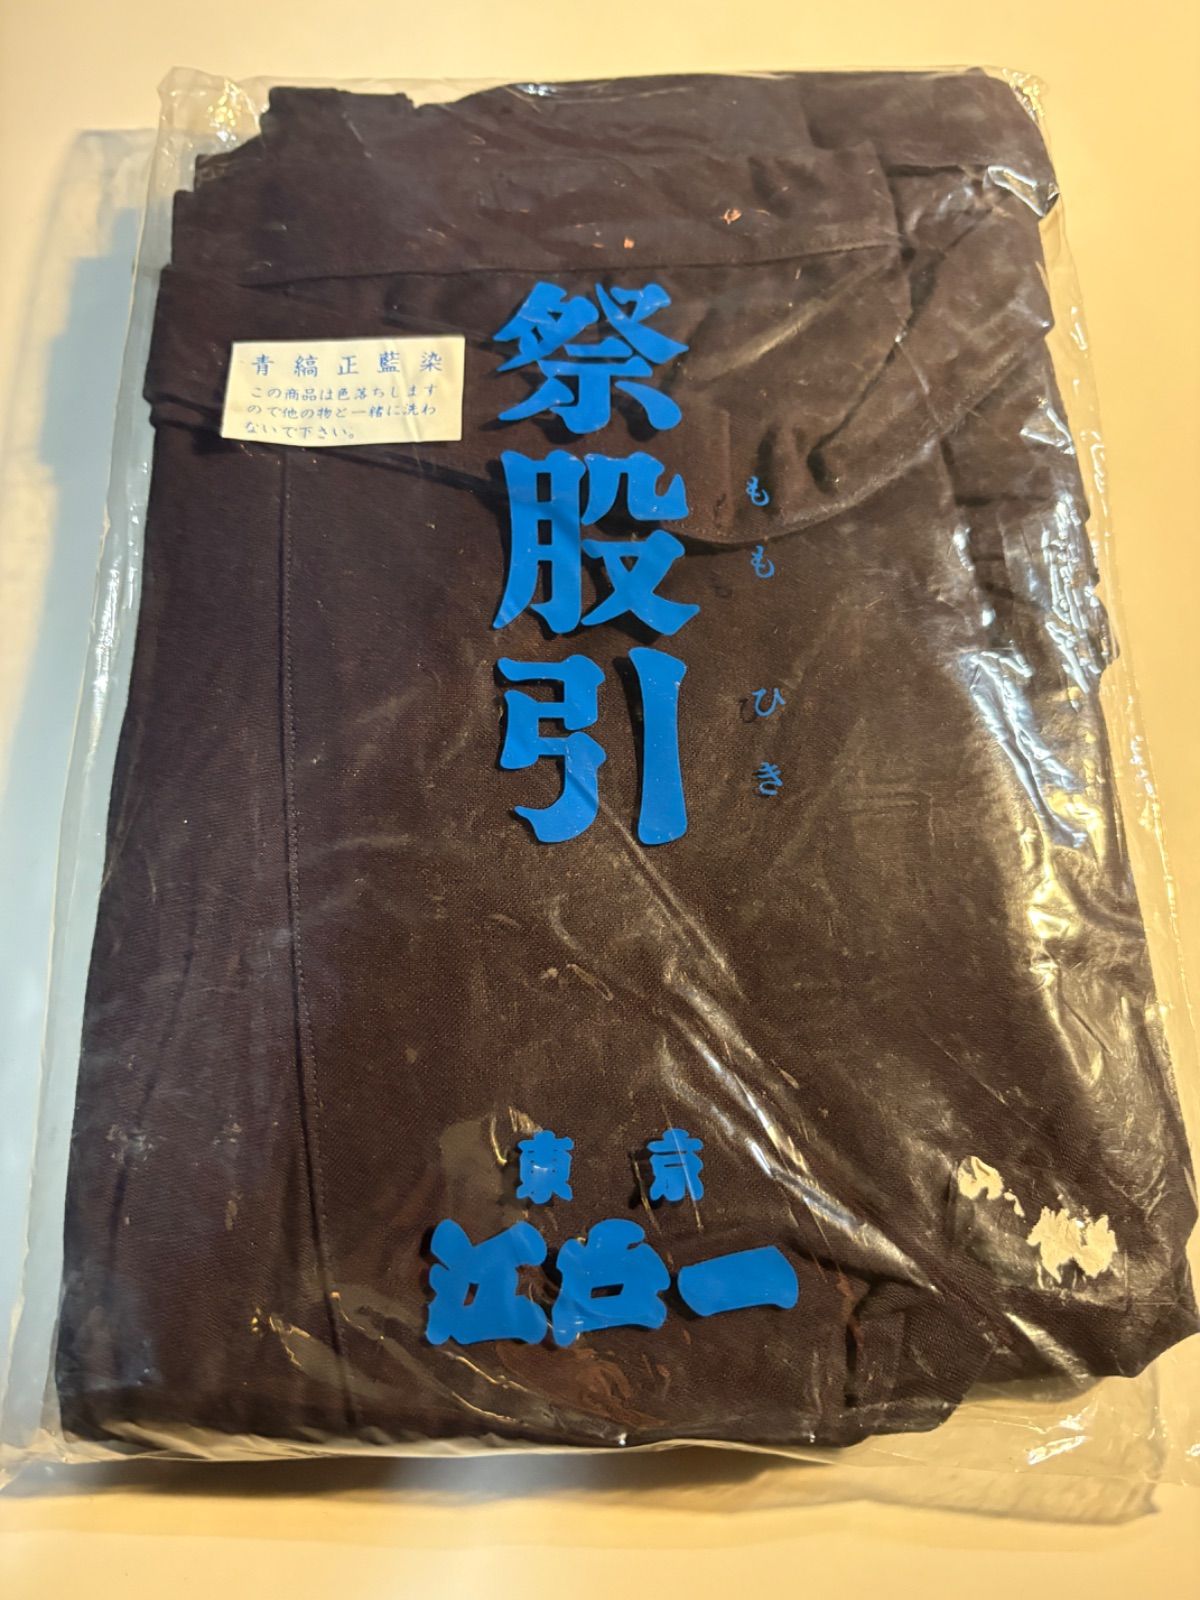 青縞正藍染
この商品は色落ちします
ので他の物と一緒に洗わ
ないで下さい。
祭股引
ももひき
東京
江戸一